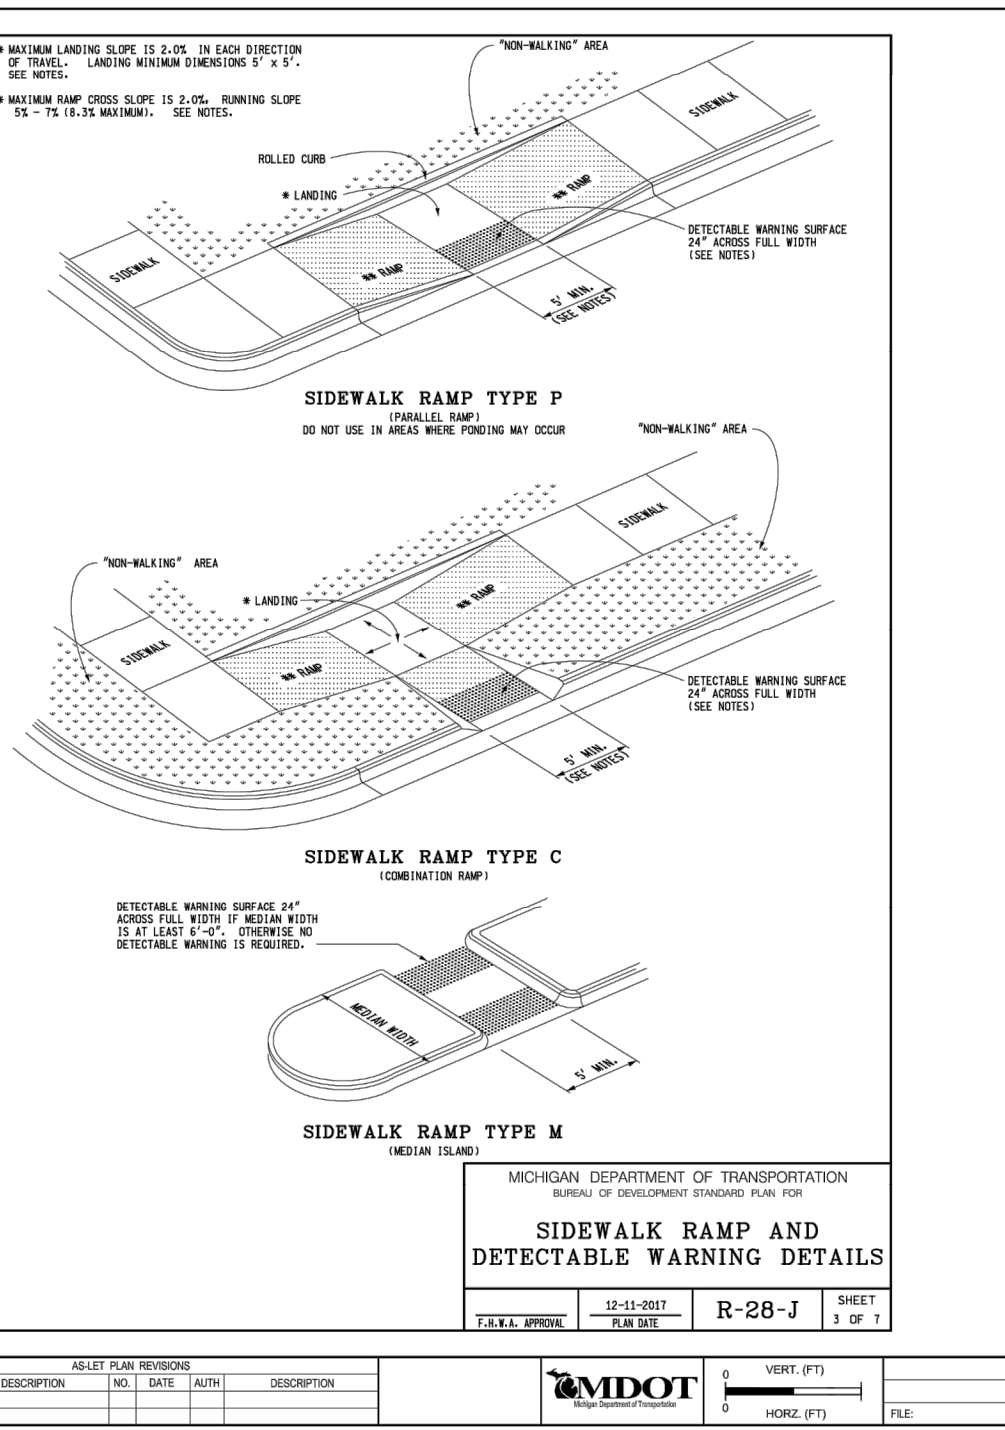 * MAXIMUM LANDING SLOPE IS 2.0% IN EACH DIRECTION
OF TRAVEL. LANDING MINIMUM DIMENSIONS 5' x 5'.
SEE NOTES.
* MAXIMUM RAMP CROSS SLOPE IS 2.0%. RUNNING SLOPE
5% - 7% (8.3% MAXIMUM). SEE NOTES.
"NON-WALKING" AREA
SIDEWALK
ROLLED CURB
* LANDING
** RAMP
DETECTABLE WARNING SURFACE
24" ACROSS FULL WIDTH
(SEE NOTES)
SIDEWALK
** RAMP
5' MIN.
(SEE NOTES)
SIDEWALK RAMP TYPE P
(PARALLEL RAMP)
DO NOT USE IN AREAS WHERE PONDING MAY OCCUR
"NON-WALKING" AREA
SIDEWALK
"NON-WALKING" AREA
* LANDING
** RAMP
SIDEWALK
** RAMP
DETECTABLE WARNING SURFACE
24" ACROSS FULL WIDTH
(SEE NOTES)
5' MIN.
(SEE NOTES)
SIDEWALK RAMP TYPE C
(COMBINATION RAMP)
DETECTABLE WARNING SURFACE 24"
ACROSS FULL WIDTH IF MEDIAN WIDTH
IS AT LEAST 6'-0". OTHERWISE NO
DETECTABLE WARNING IS REQUIRED.
MEDIAN WIDTH
5' MIN.
SIDEWALK RAMP TYPE M
(MEDIAN ISLAND)
MICHIGAN DEPARTMENT OF TRANSPORTATION
BUREAU OF DEVELOPMENT STANDARD PLAN FOR
SIDEWALK RAMP AND
DETECTABLE WARNING DETAILS
F.H.W.A. APPROVAL
12-11-2017
PLAN DATE
R-28-J
SHEET
3 OF 7
AS-LET PLAN REVISIONS
DESCRIPTION NO. DATE AUTH DESCRIPTION
MDOT
Michigan Department of Transportation
0 VERT. (FT)
0 HORZ. (FT)
FILE: